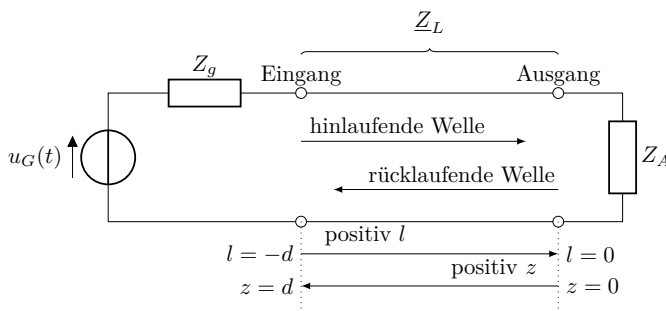 Z_L
Z_g
Eingang
Ausgang
hinlaufende Welle
u_G(t)
Z_A
rücklaufende Welle
positiv l
l = −d
l = 0
positiv z
z = d
z = 0